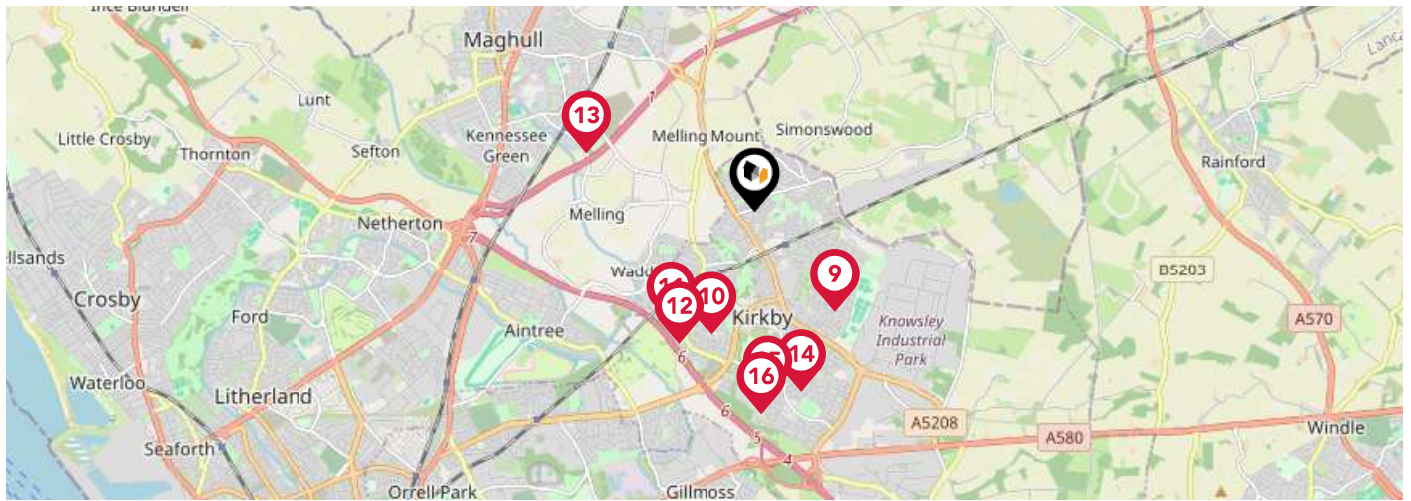 Maghull
1
Lunt
13
1
Little Crosby
Kennessee
Green
Melling Mount
Simonswood
Thornton
Sefton
Rainford
Melling
Netherton
7
9
B5203
Crosby
12
10
Ford
Kirkby
Aintree
Knowsley
Industrial
Park
A570
6
14
16
Waterloo
Litherland
6
A5208
A580
Windle
5
Seaforth
4
Orrell Park
Gillmoss